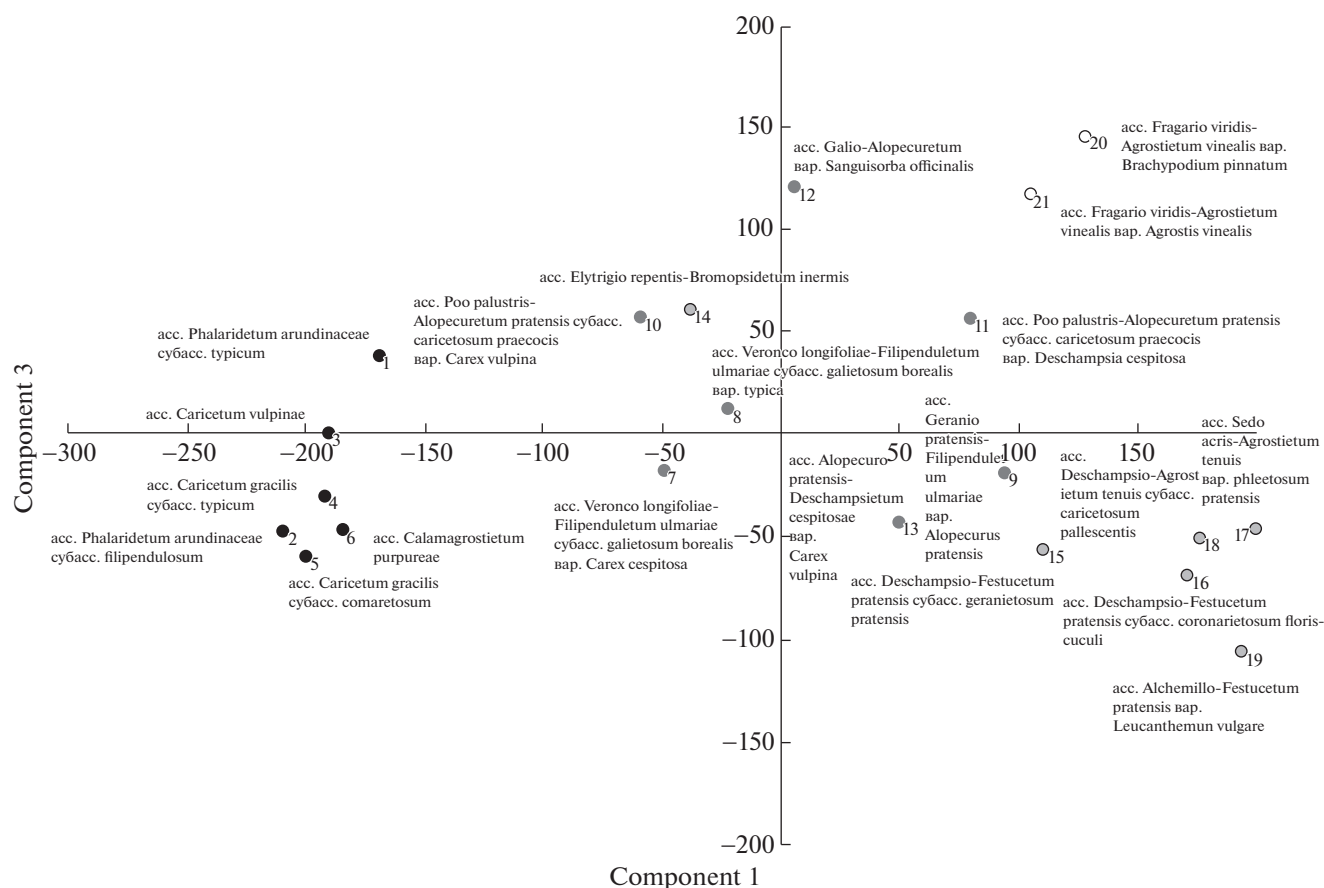 200
150
100
50
−50
−100
−150
−200
−300
−250
−200
−150
−100
−50
50
100
150
Component 3
Component 1
acc. Fragario viridis-
Agrostietum vinealis вар.
Brachypodium pinnatum
20
acc. Galio-Alopecuretum
вар. Sanguisorba officinalis
12
21
acc. Fragario viridis-Agrostietum
vinealis вар. Agrostis vinealis
acc. Elytrigio repentis-Bromopsidetum inermis
14
acc. Poo palustris-
Alopecuretum pratensis субасс.
caricetosum praecocis
вар. Carex vulpina
10
acc. Phalaridetum arundinaceae
субасс. typicum
1
11
acc. Poo palustris-Alopecuretum pratensis
субасс. caricetosum praecocis
вар. Deschampsia cespitosa
acc. Veronco longifoliae-Filipenduletum
ulmariae субасс. galietosum borealis
вар. typica
8
acc. Caricetum vulpinae
3
acc. Caricetum gracilis
субасс. typicum
4
acc. Phalaridetum arundinaceae
субасс. filipendulosum
2
6
acc. Calamagrostietum
purpureae
5
acc. Caricetum gracilis
субасс. comaretosum
7
acc. Veronco longifoliae-
Filipenduletum ulmariae
субасс. galietosum borealis
вар. Carex cespitosa
acc. Alopecuro
pratensis-
Deschampsietum
cespitosae
вар.
Carex
vulpina
13
acc.
Geranio
pratensis-
Filipendulet
um
ulmariae
вар.
Alopecurus
pratensis
9
acc. Deschampsio-Festucetum
pratensis субасс. geranietosum
pratensis
15
acc.
Deschampsio-Agrost
ietum tenuis субасс.
caricetosum
pallescentis
18
acc. Sedo
acris-Agrostietum
tenuis
вар. phleetosum
pratensis
17
16
acc. Deschampsio-Festucetum
pratensis субасс. coronarietosum floris-
cuculi
19
acc. Alchemillo-Festucetum
pratensis вар.
Leucanthemun vulgare